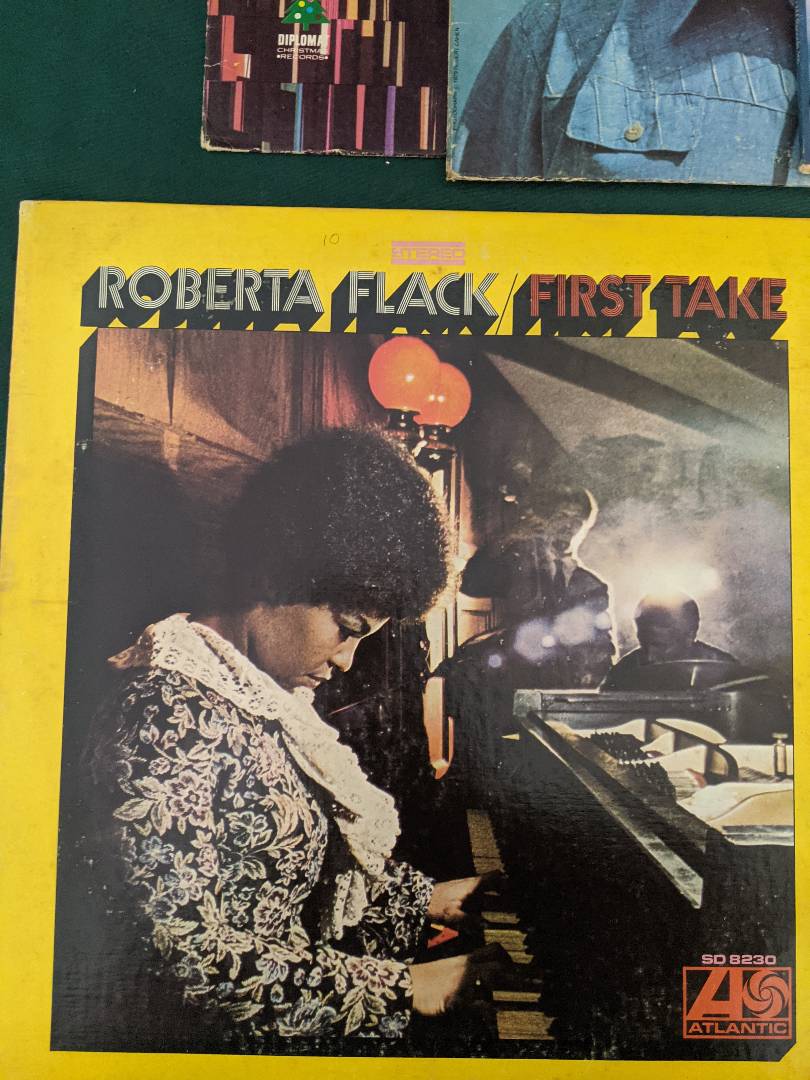 DIPLOMAT
CHRISTMAS
•RECORDS•
10
STEREO
ROBERTA FLACK/FIRST TAKE
SD 8230
ATLANTIC